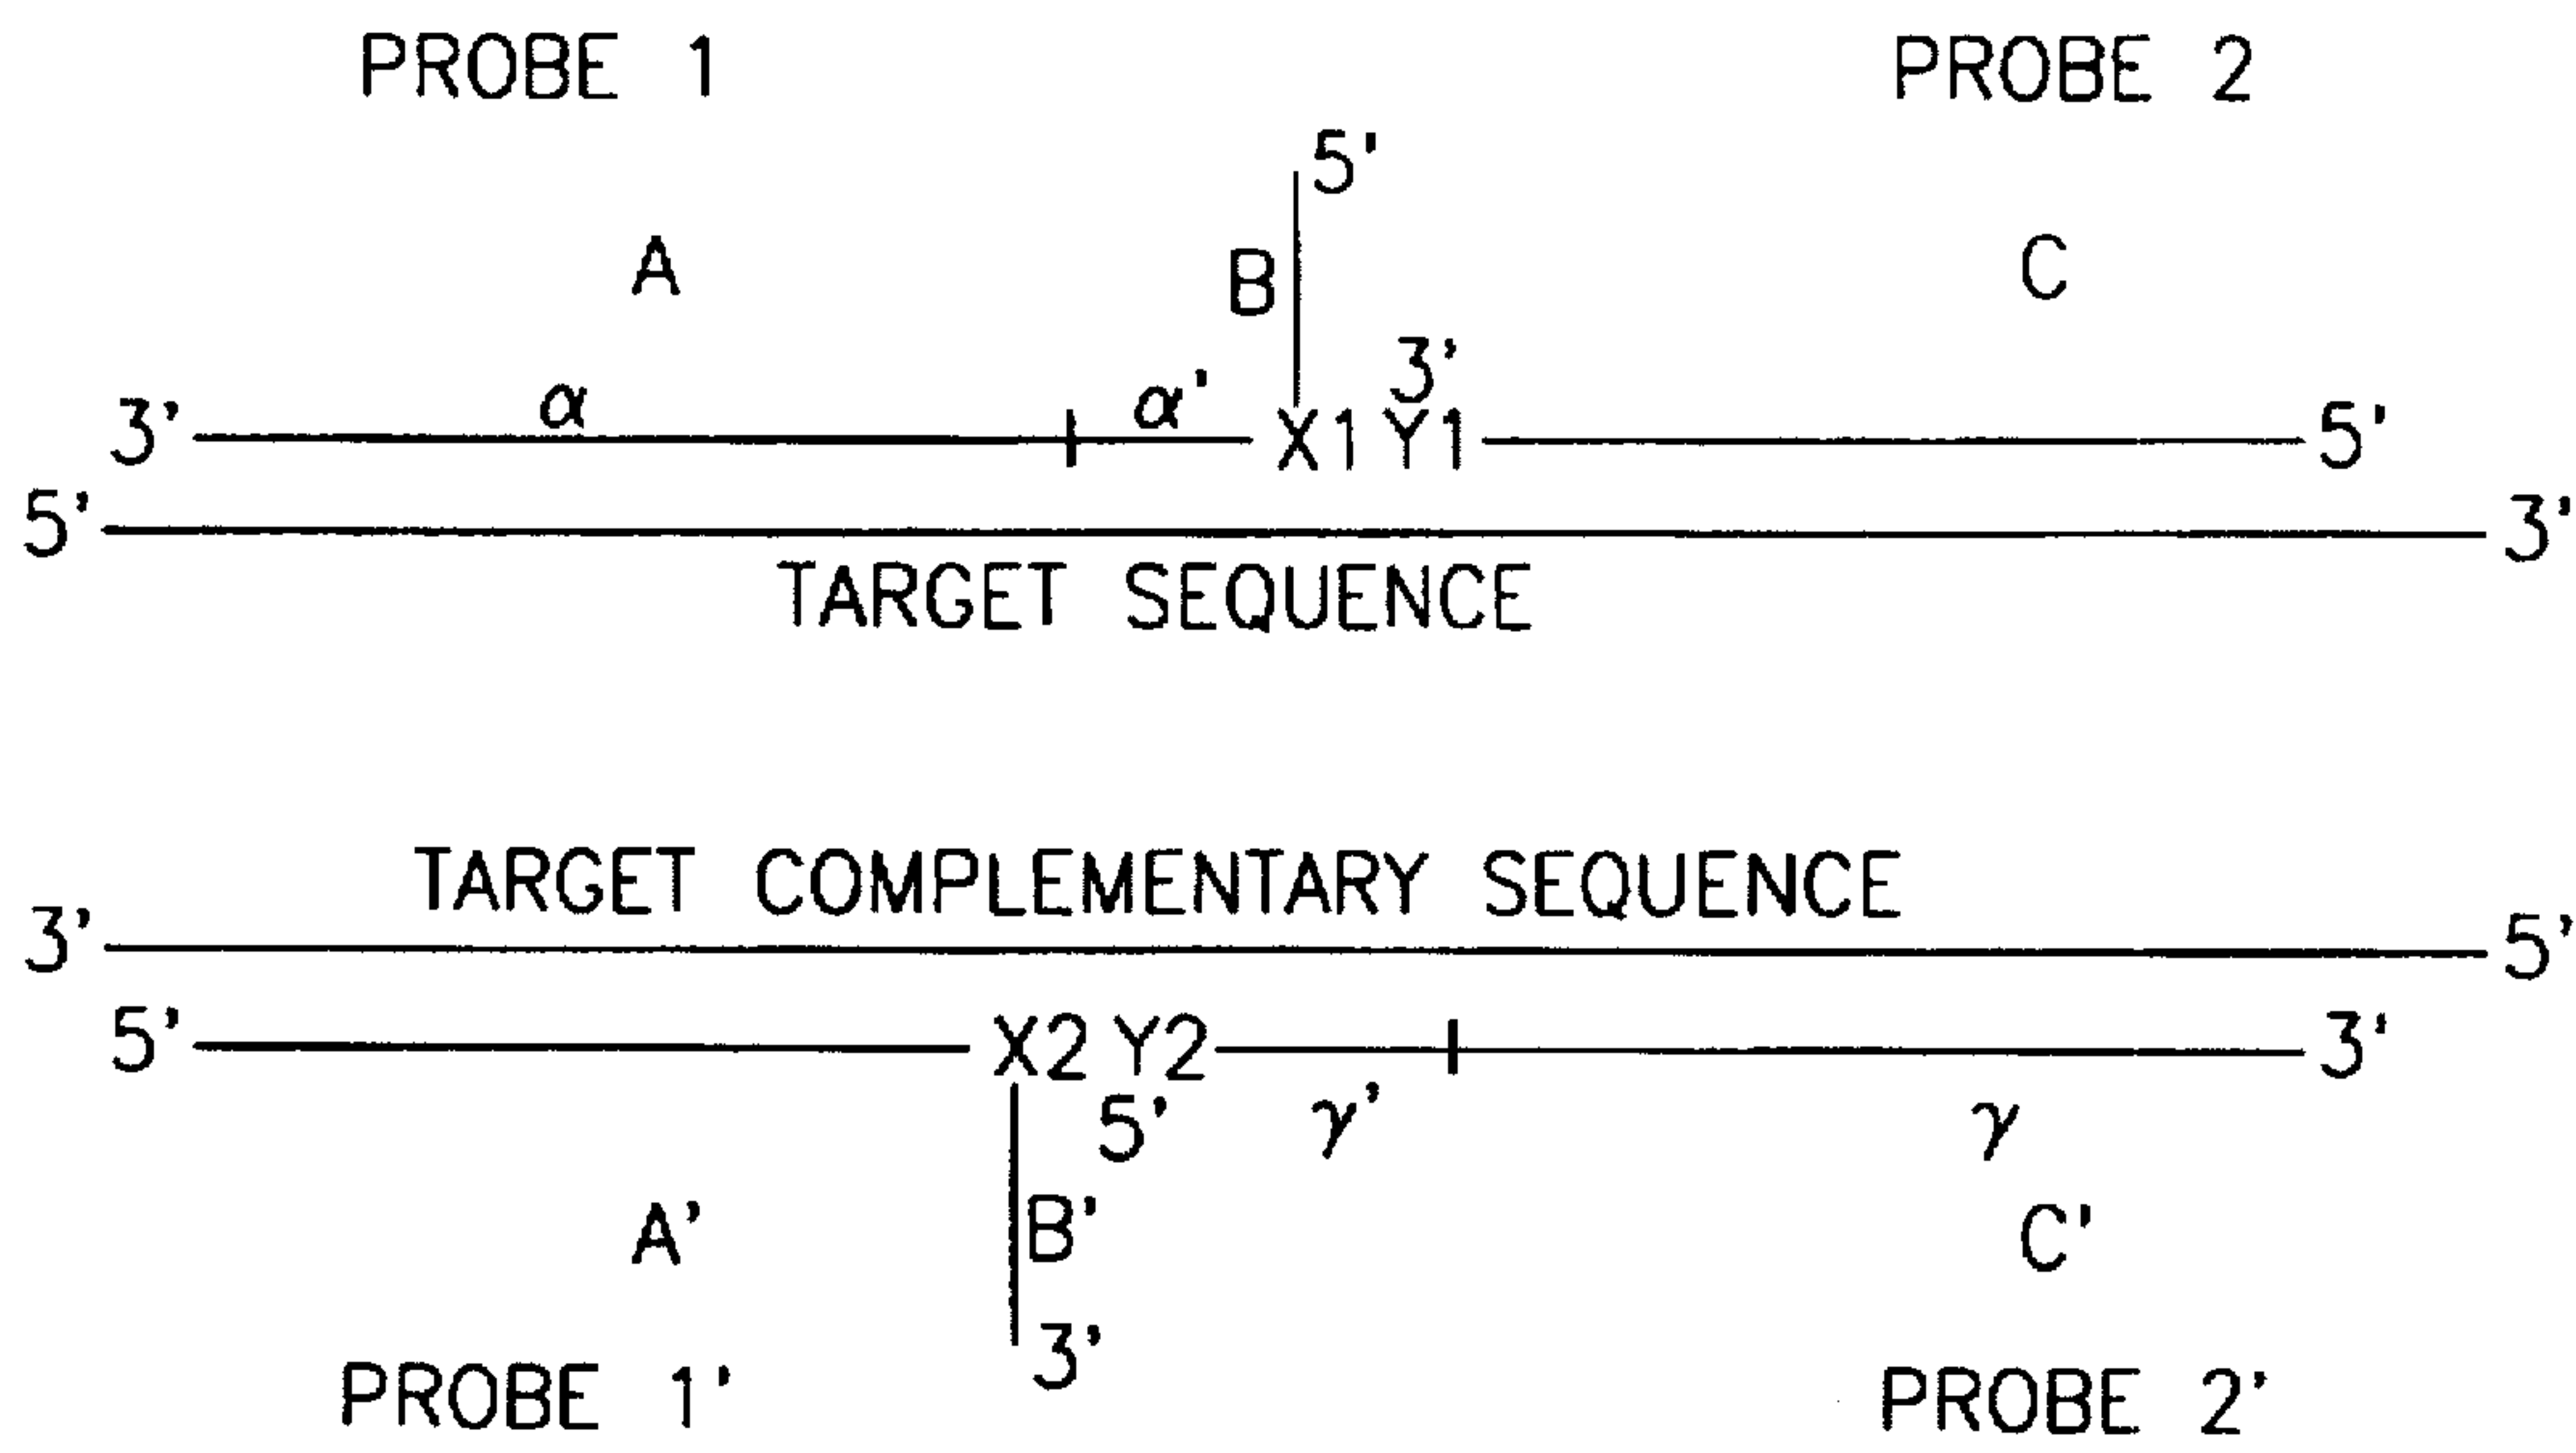 PROBE 1 PROBE 2
5'
A B C
3'
3' α α' X1 Y1 5'
5' 3'
TARGET SEQUENCE
TARGET COMPLEMENTARY SEQUENCE
3' 5'
5' X2 Y2 3'
5' γ' γ
A' B' C'
3'
PROBE 1' PROBE 2'